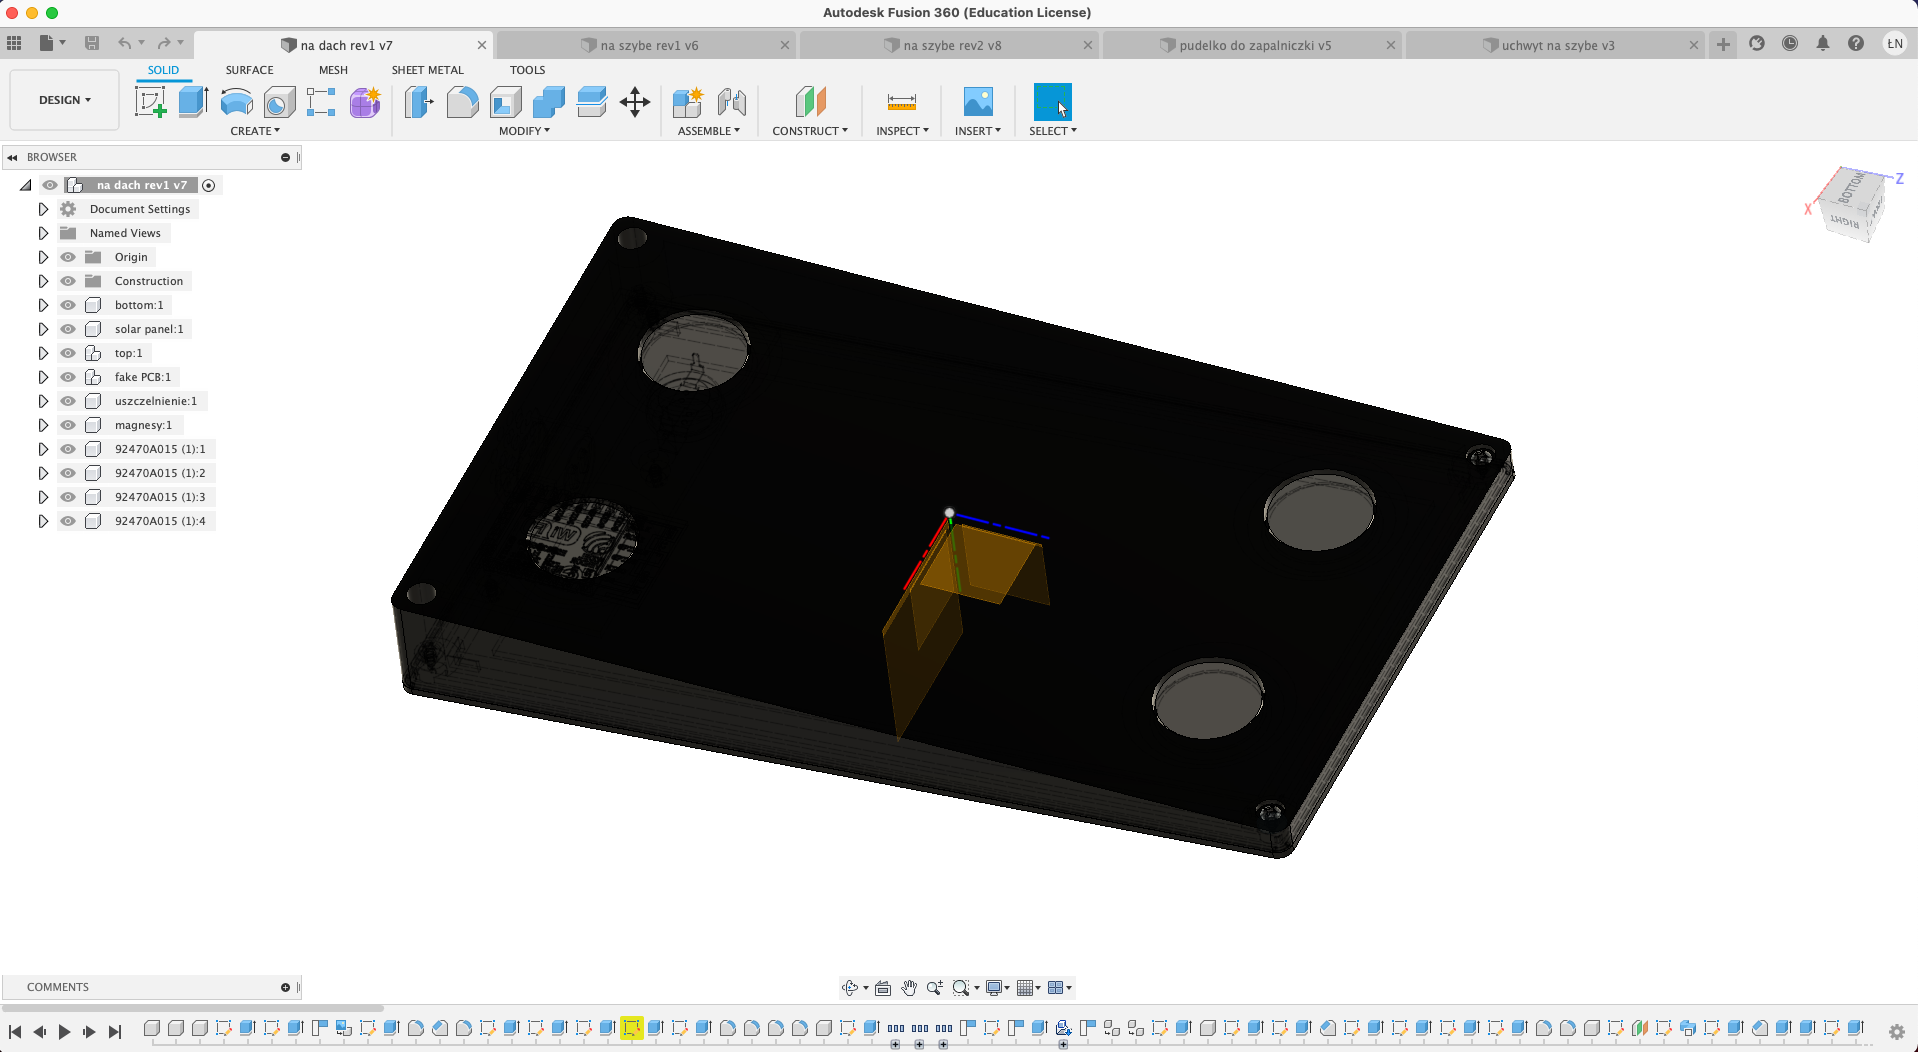 Autodesk Fusion 360 (Education License)
na dach rev1 v7
na szybe rev1 v6
na szybe rev2 v8
pudelko do zapalniczki v5
uchwyt na szybe v3
ŁN
SOLID
SURFACE
MESH
SHEET METAL
TOOLS
DESIGN
CREATE
MODIFY
ASSEMBLE
CONSTRUCT
INSPECT
INSERT
SELECT
BROWSER
na dach rev1 v7
Document Settings
Named Views
Origin
Construction
bottom:1
solar panel:1
top:1
fake PCB:1
uszczelnienie:1
magnesy:1
92470A015 (1):1
92470A015 (1):2
92470A015 (1):3
92470A015 (1):4
BOTTOM
RIGHT
X
Z
COMMENTS